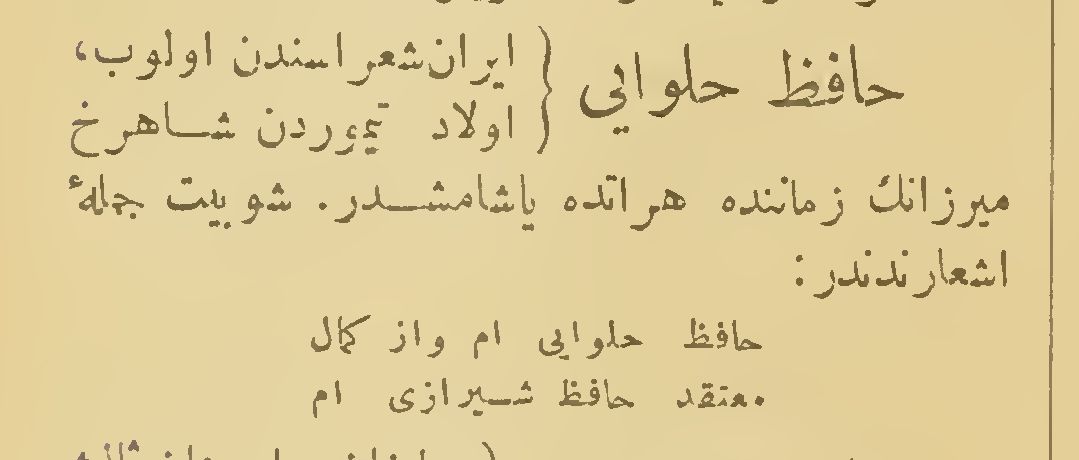 حافظ حلوایی { ایران شعراسندن اولوب،
اولاد تیموردن شاهرخ
میرزانك زماننده هراتده یاشامشدر. شو بیت جملۀ
اشعارندندر:
حافظ حلوایی ام واز کمال
معتقد حافظ شیرازی ام